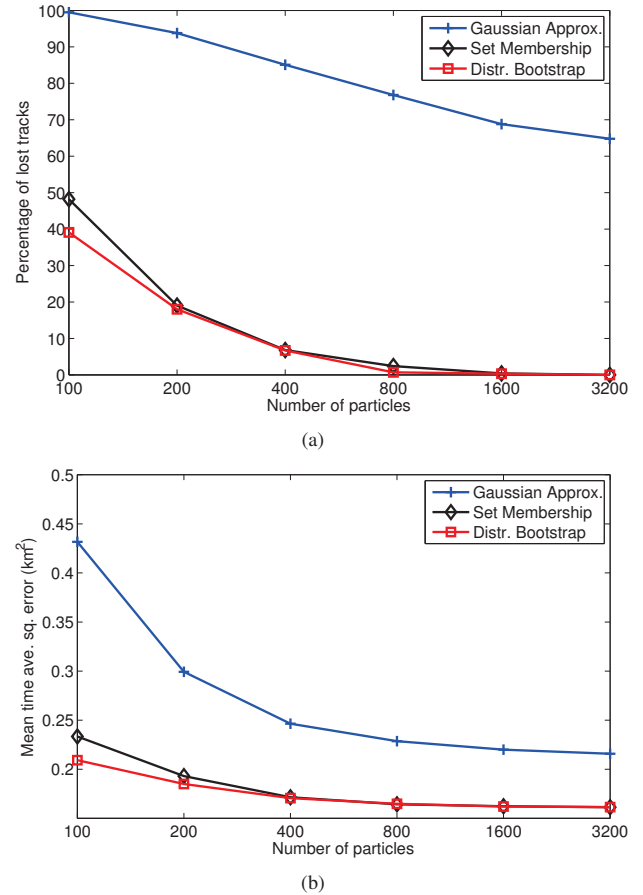 100
90
80
70
60
50
40
30
20
10
0
Percentage of lost tracks
Gaussian Approx.
Set Membership
Distr. Bootstrap
100 200 400 800 1600 3200
Number of particles
(a)
0.5
0.45
0.4
0.35
0.3
0.25
0.2
Mean time ave. sq. error (km²)
Gaussian Approx.
Set Membership
Distr. Bootstrap
100 200 400 800 1600 3200
Number of particles
(b)